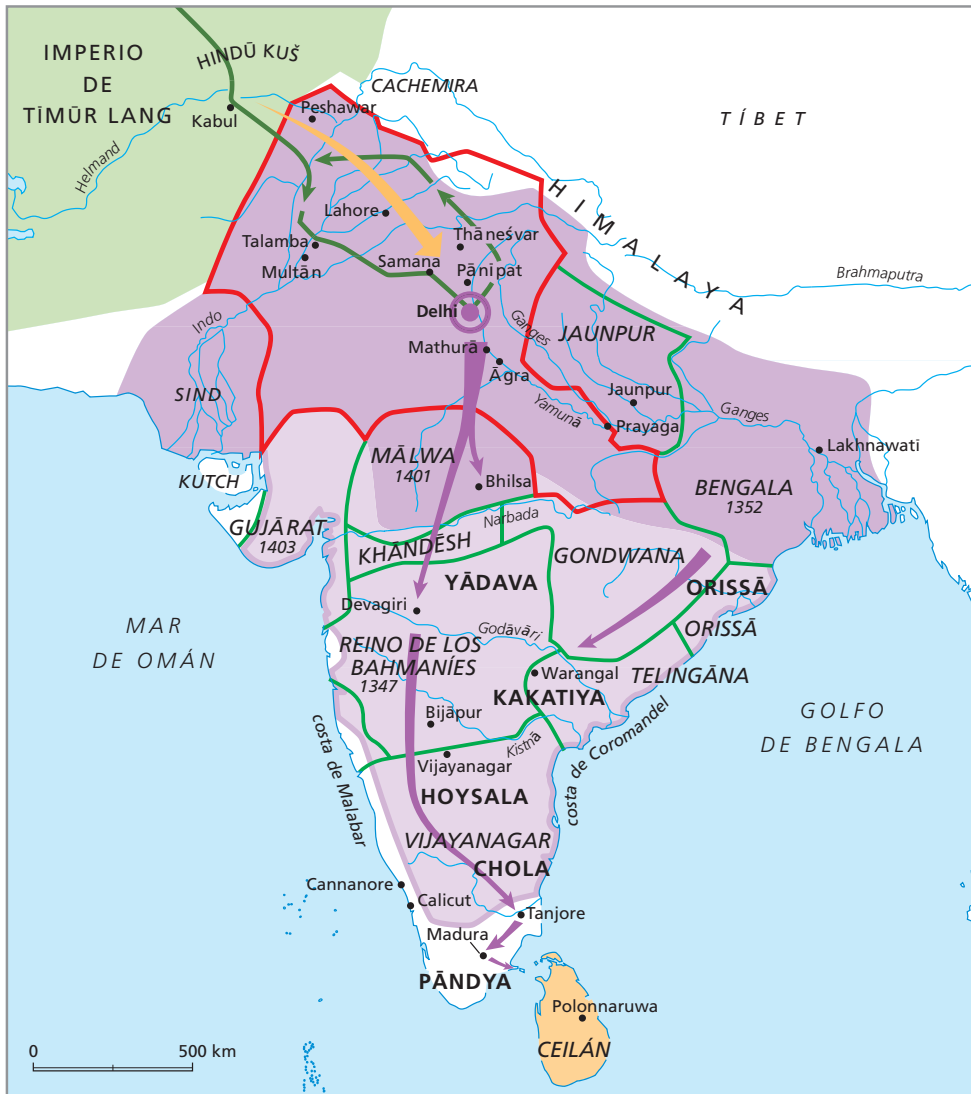 IMPERIO
DE
TĪMŪR LANG
HINDŪ KUŠ
CACHEMIRA
TÍBET
Kabul
Peshawar
Helmand
HIMALAYA
Lahore
Talamba
Multān
Thāneśvar
Samana
Pānīpat
Brahmaputra
Delhi
Indo
Ganges
JAUNPUR
Mathurā
Āgra
Jaunpur
SIND
Yamunā
Prayaga
Ganges
Lakhnawati
MĀLWA
1401
KUTCH
Bhilsa
BENGALA
1352
GUJĀRAT
1403
Narbada
KHĀNDĒSH
GONDWANA
YĀDAVA
ORISSĀ
Devagiri
MAR
DE OMÁN
Godāvāri
ORISSĀ
REINO DE LOS
BAHMANÍES
1347
Warangal
TELINGĀNA
KAKATIYA
GOLFO
DE BENGALA
Bijāpur
Kistnā
costa de Coromandel
costa de Malabar
Vijayanagar
HOYSALA
VIJAYANAGAR
CHOLA
Cannanore
Calicut
Tanjore
Madura
PĀNDYA
Polonnaruwa
CEILÁN
0 500 km